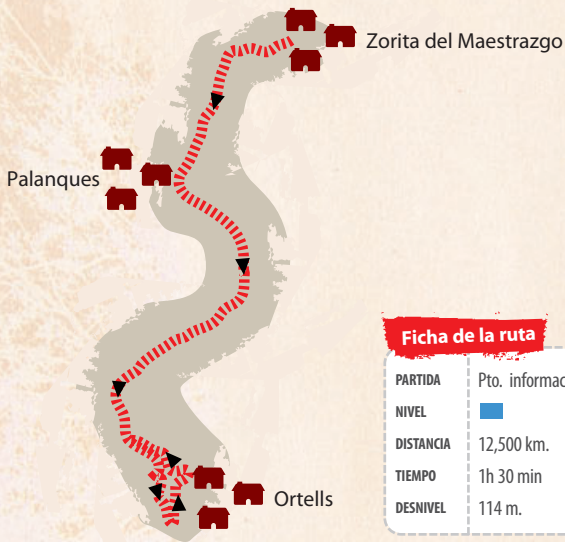 Zorita del Maestrazgo
Palanques
Ficha de la ruta
PARTIDA Pto.
NIVEL
DISTANCIA 12,500 km.
TIEMPO 1h 30 min
DESNIVEL 114 m.
Ortells